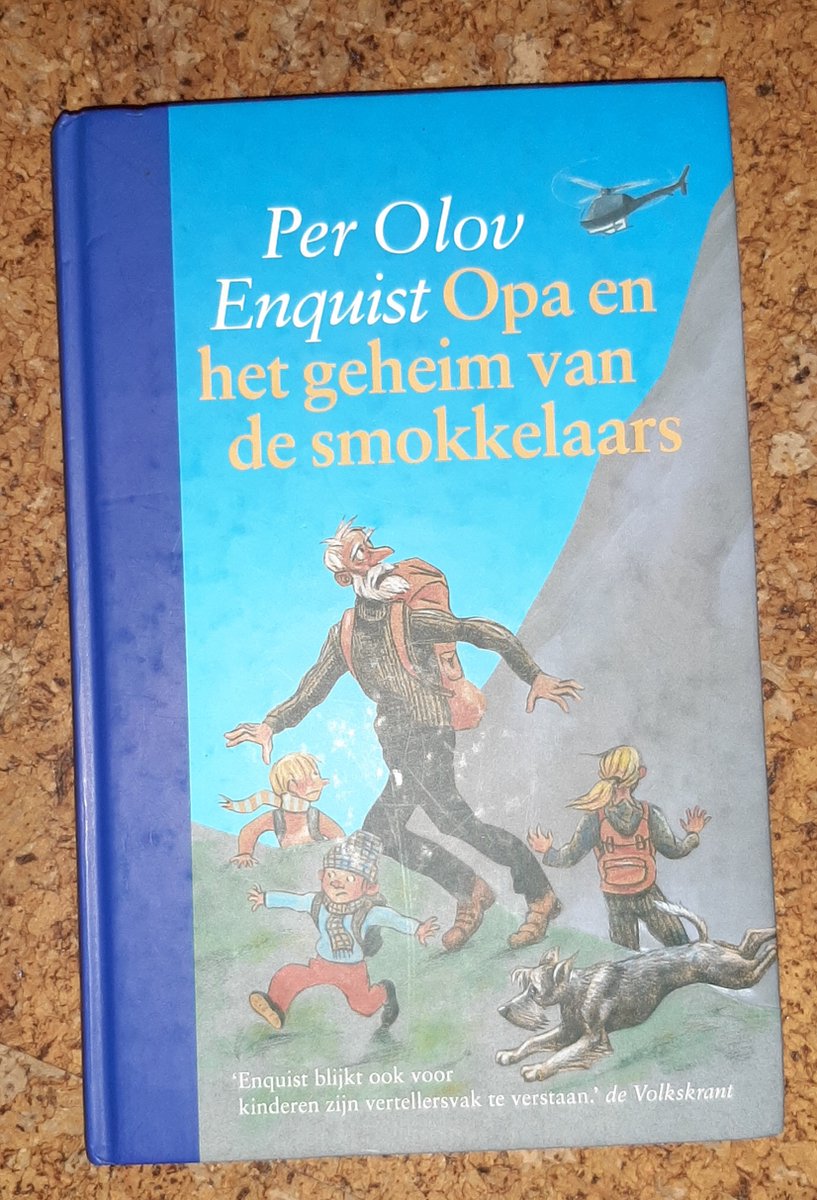 Per Olov
Enquist Opa en
het geheim van
de smokkelaars
‘Enquist blijkt ook voor
kinderen zijn vertellersvak te verstaan.’ de Volkskrant